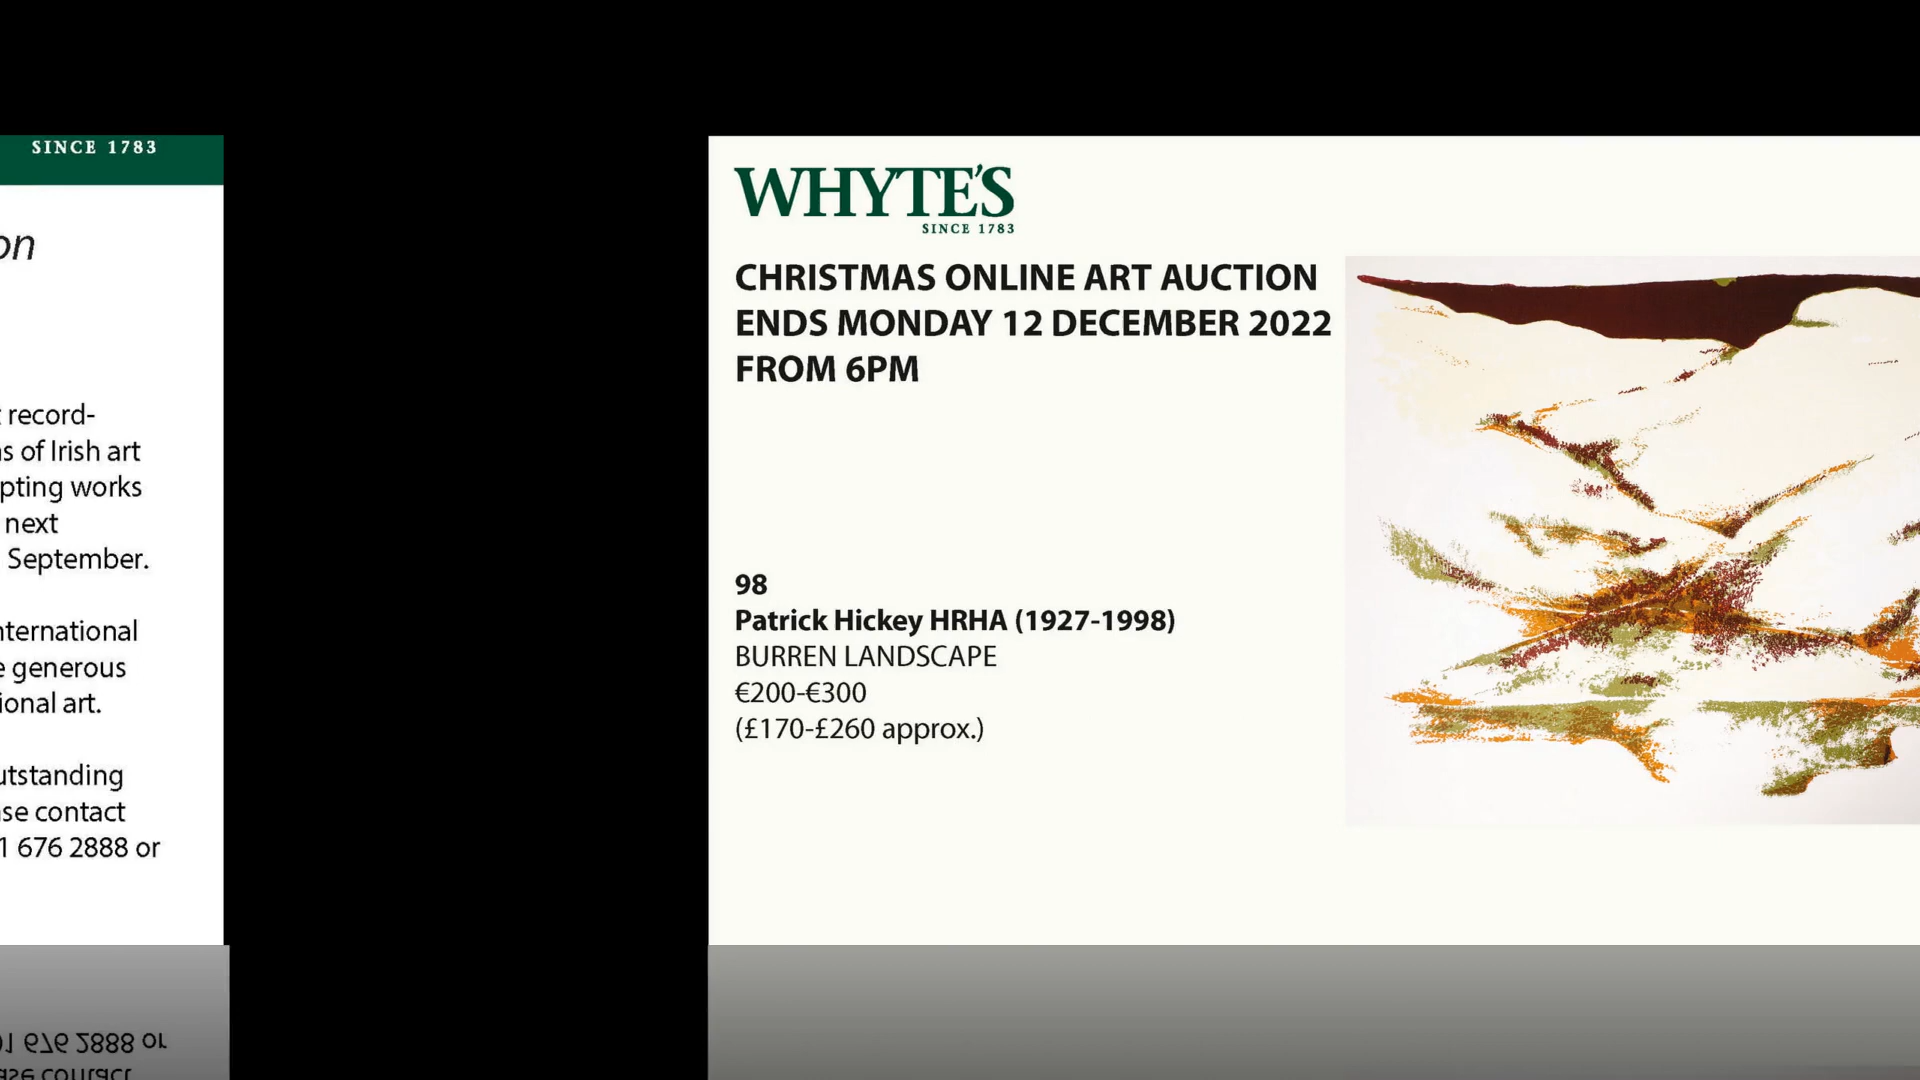 SINCE 1783
on
record-
s of Irish art
pting works
next
September.
nternational
e generous
ional art.
utstanding
se contact
1 676 2888 or
WHYTE'S
SINCE 1783
CHRISTMAS ONLINE ART AUCTION
ENDS MONDAY 12 DECEMBER 2022
FROM 6PM
98
Patrick Hickey HRHA (1927-1998)
BURREN LANDSCAPE
€200-€300
(£170-£260 approx.)